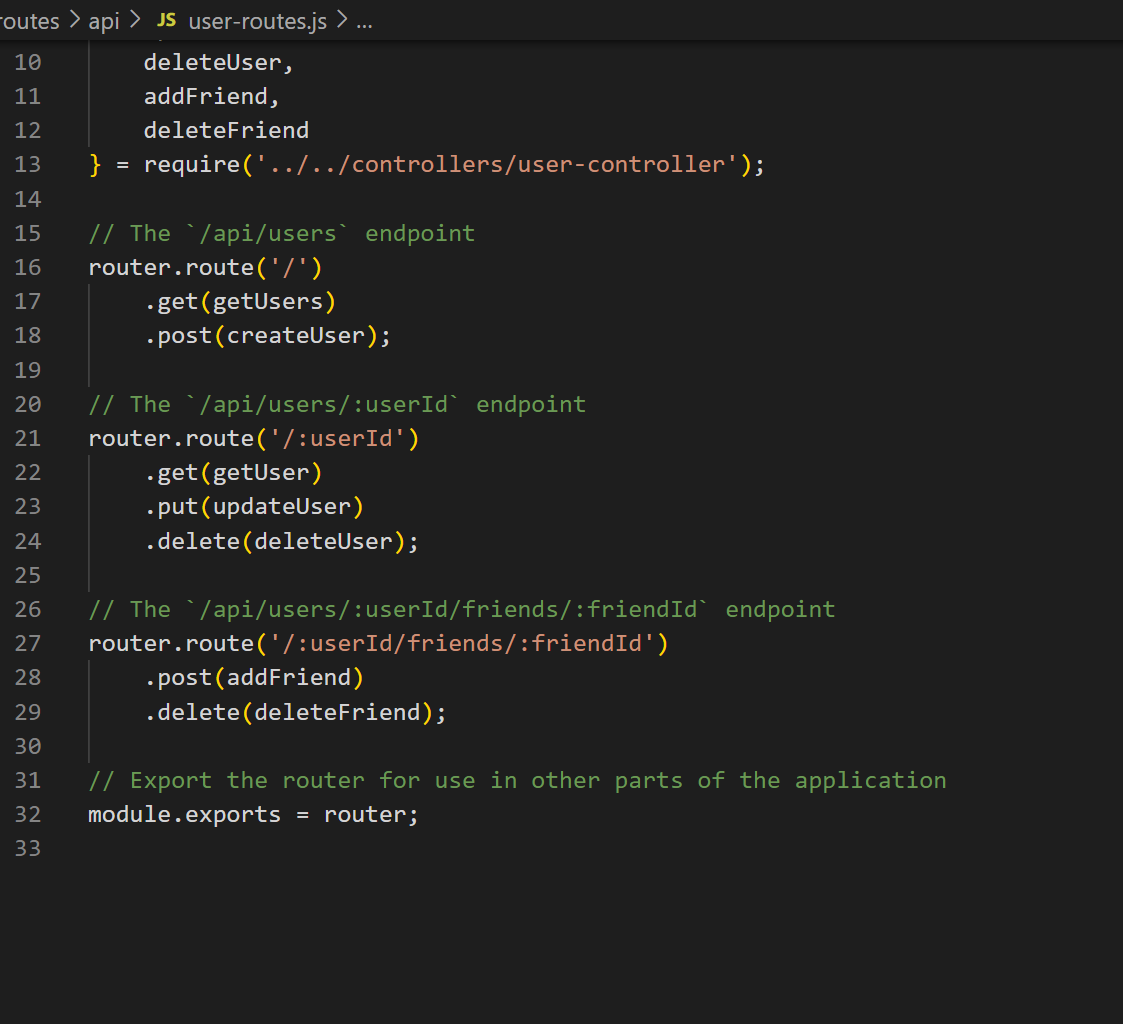 routes > api > JS user-routes.js > ...
10 deleteUser,
11 addFriend,
12 deleteFriend
13 } = require('../../controllers/user-controller');
14
15 // The `/api/users` endpoint
16 router.route('/')
17 .get(getUsers)
18 .post(createUser);
19
20 // The `/api/users/:userId` endpoint
21 router.route('/:userId')
22 .get(getUser)
23 .put(updateUser)
24 .delete(deleteUser);
25
26 // The `/api/users/:userId/friends/:friendId` endpoint
27 router.route('/:userId/friends/:friendId')
28 .post(addFriend)
29 .delete(deleteFriend);
30
31 // Export the router for use in other parts of the application
32 module.exports = router;
33